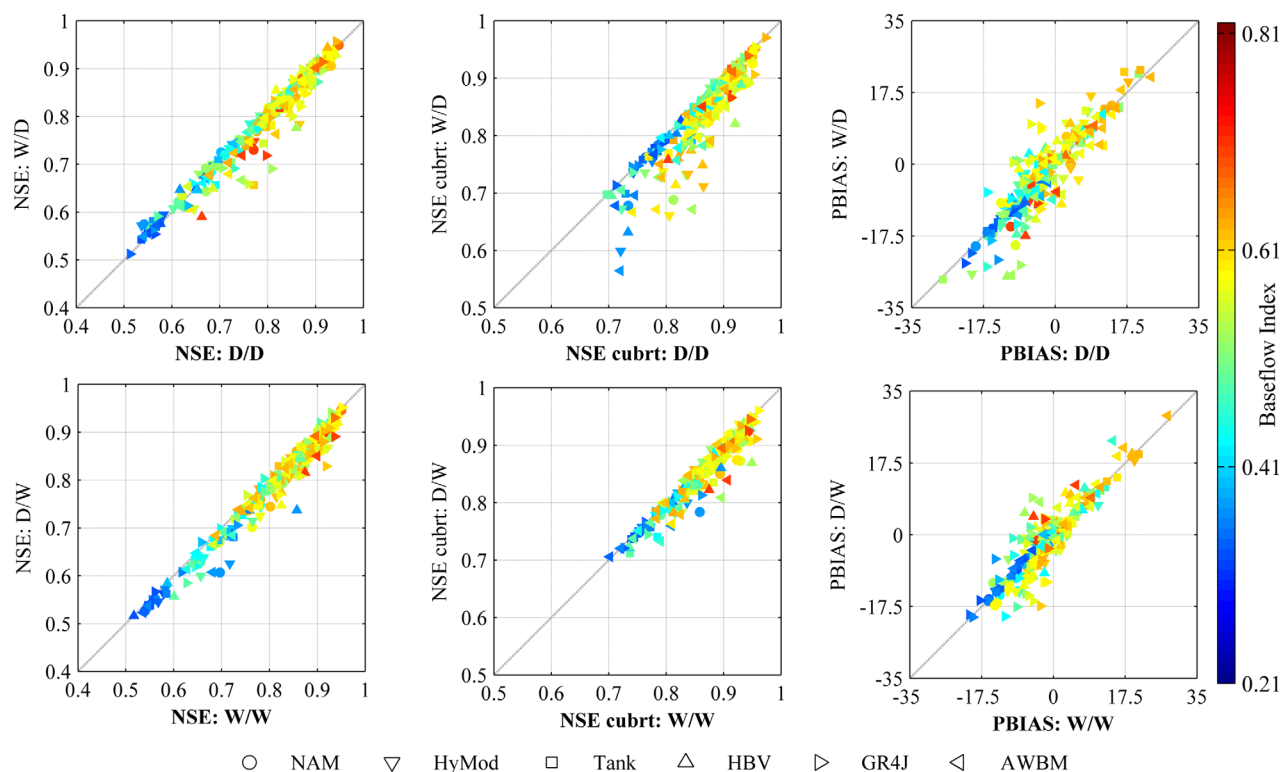 1
0.9
0.8
0.7
0.6
0.5
0.4
NSE: W/D
0.4 0.5 0.6 0.7 0.8 0.9 1
NSE: D/D
1
0.9
0.8
0.7
0.6
0.5
NSE cubrt: W/D
0.5 0.6 0.7 0.8 0.9 1
NSE cubrt: D/D
35
17.5
0
-17.5
-35
PBIAS: W/D
-35 -17.5 0 17.5 35
PBIAS: D/D
1
0.9
0.8
0.7
0.6
0.5
0.4
NSE: D/W
0.4 0.5 0.6 0.7 0.8 0.9 1
NSE: W/W
1
0.9
0.8
0.7
0.6
0.5
NSE cubrt: D/W
0.5 0.6 0.7 0.8 0.9 1
NSE cubrt: W/W
35
17.5
0
-17.5
-35
PBIAS: D/W
-35 -17.5 0 17.5 35
PBIAS: W/W
0.81
0.61
0.41
0.21
Baseflow Index
NAM HyMod Tank HBV GR4J AWBM